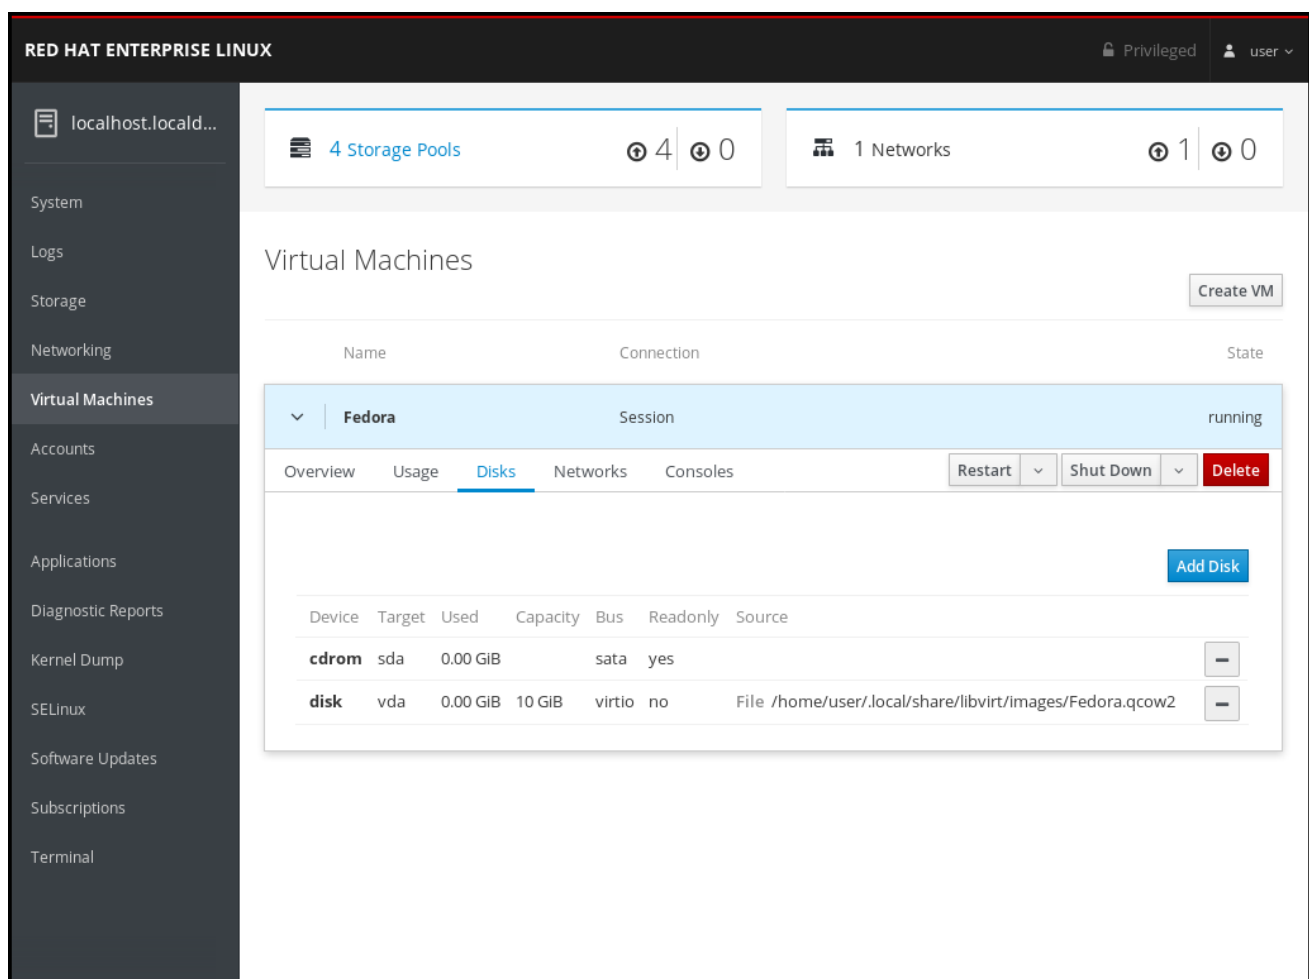 RED HAT ENTERPRISE LINUX
Privileged
user
localhost.locald...
System
Logs
Storage
Networking
Virtual Machines
Accounts
Services
Applications
Diagnostic Reports
Kernel Dump
SELinux
Software Updates
Subscriptions
Terminal
4 Storage Pools 4 0
1 Networks 1 0
Virtual Machines
Create VM
Name Connection State
Fedora Session running
Overview Usage Disks Networks Consoles Restart Shut Down Delete
Add Disk
Device Target Used Capacity Bus Readonly Source
cdrom sda 0.00 GiB sata yes
disk vda 0.00 GiB 10 GiB virtio no File /home/user/.local/share/libvirt/images/Fedora.qcow2